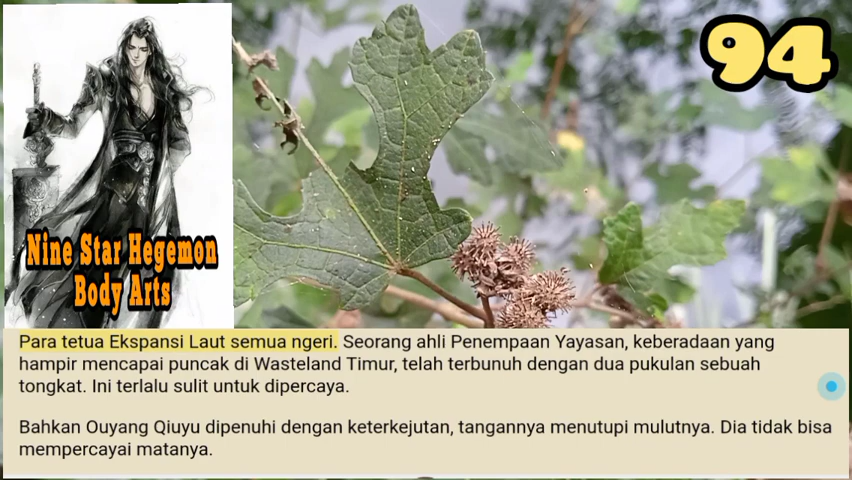 94
Nine Star Hegemon
Body Arts
Para tetua Ekspansi Laut semua ngeri. Seorang ahli Penempaan Yayasan, keberadaan yang
hampir mencapai puncak di Wasteland Timur, telah terbunuh dengan dua pukulan sebuah
tongkat. Ini terlalu sulit untuk dipercaya.
Bahkan Ouyang Qiuyu dipenuhi dengan keterkejutan, tangannya menutupi mulutnya. Dia tidak bisa
mempercayai matanya.